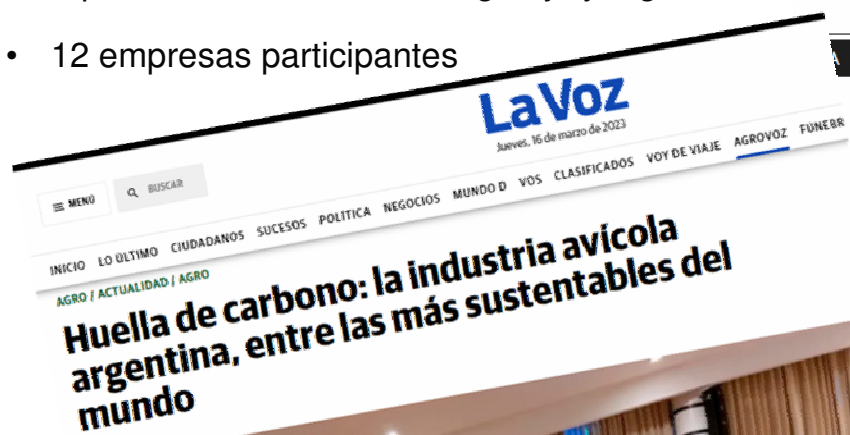 • 12 empresas participantes
La Voz
Jueves, 16 de marzo de 2023
≡ MENÚ BUSCAR
INICIO LO ÚLTIMO CIUDADANOS SUCESOS POLÍTICA NEGOCIOS MUNDO D VOS CLASIFICADOS VOY DE VIAJE AGROVOZ FÚNEBR
AGRO / ACTUALIDAD / AGRO
Huella de carbono: la industria avícola
argentina, entre las más sustentables del
mundo